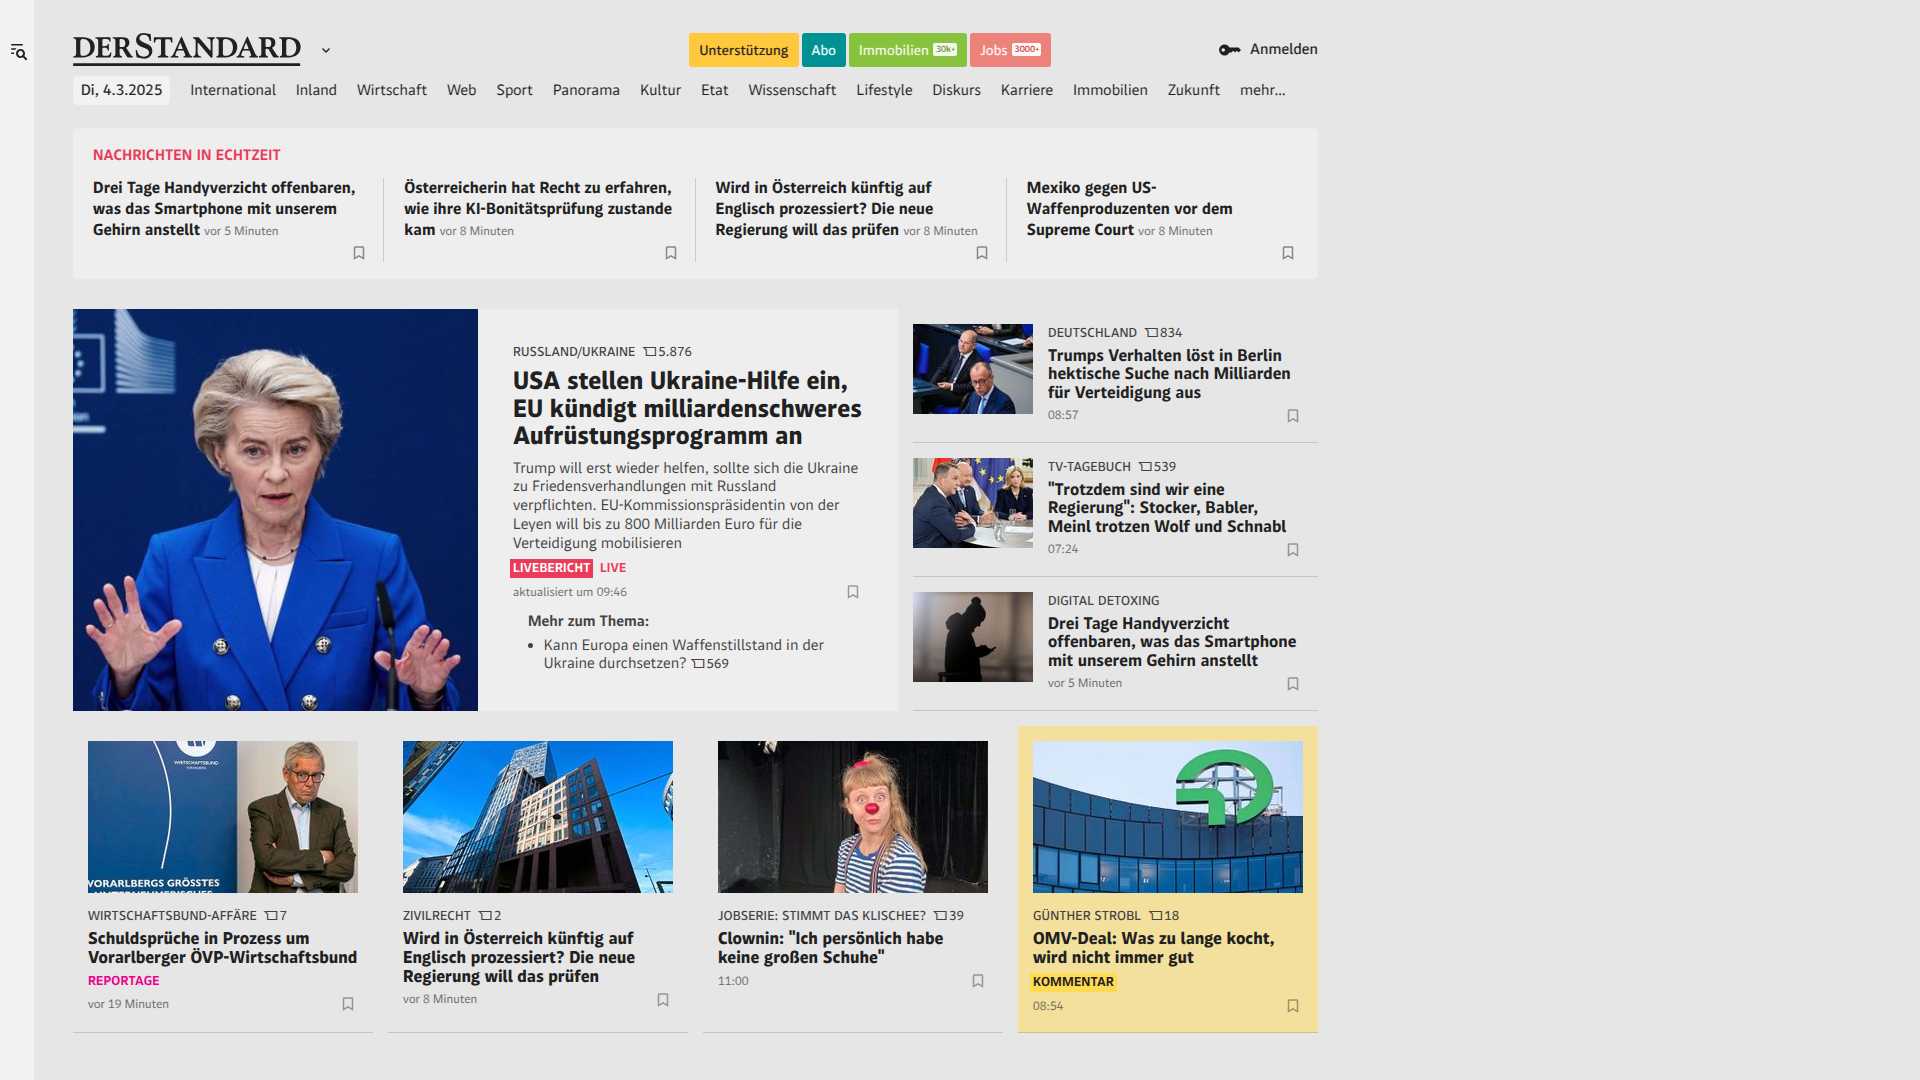 DERSTANDARD
Unterstützung
Abo
Immobilien 30k+
Jobs 3000+
Anmelden
Di, 4.3.2025
International
Inland
Wirtschaft
Web
Sport
Panorama
Kultur
Etat
Wissenschaft
Lifestyle
Diskurs
Karriere
Immobilien
Zukunft
mehr...
NACHRICHTEN IN ECHTZEIT
Drei Tage Handyverzicht offenbaren,
was das Smartphone mit unserem
Gehirn anstellt vor 5 Minuten
Österreicherin hat Recht zu erfahren,
wie ihre KI-Bonitätsprüfung zustande
kam vor 8 Minuten
Wird in Österreich künftig auf
Englisch prozessiert? Die neue
Regierung will das prüfen vor 8 Minuten
Mexiko gegen US-
Waffenproduzenten vor dem
Supreme Court vor 8 Minuten
RUSSLAND/UKRAINE 5.876
USA stellen Ukraine-Hilfe ein,
EU kündigt milliardenschweres
Aufrüstungsprogramm an
Trump will erst wieder helfen, sollte sich die Ukraine
zu Friedensverhandlungen mit Russland
verpflichten. EU-Kommissionspräsidentin von der
Leyen will bis zu 800 Milliarden Euro für die
Verteidigung mobilisieren
LIVEBERICHT LIVE
aktualisiert um 09:46
Mehr zum Thema:
• Kann Europa einen Waffenstillstand in der
Ukraine durchsetzen? 569
DEUTSCHLAND 834
Trumps Verhalten löst in Berlin
hektische Suche nach Milliarden
für Verteidigung aus
08:57
TV-TAGEBUCH 539
"Trotzdem sind wir eine
Regierung": Stocker, Babler,
Meinl trotzen Wolf und Schnabl
07:24
DIGITAL DETOXING
Drei Tage Handyverzicht
offenbaren, was das Smartphone
mit unserem Gehirn anstellt
vor 5 Minuten
WIRTSCHAFTSBUND
VORARLBERGS GRÖSSTES
UNTERNEHMERISCHES
WIRTSCHAFTSBUND-AFFÄRE 7
Schuldsprüche in Prozess um
Vorarlberger ÖVP-Wirtschaftsbund
REPORTAGE
vor 19 Minuten
ZIVILRECHT 2
Wird in Österreich künftig auf
Englisch prozessiert? Die neue
Regierung will das prüfen
vor 8 Minuten
JOBSERIE: STIMMT DAS KLISCHEE? 39
Clownin: "Ich persönlich habe
keine großen Schuhe"
11:00
GÜNTHER STROBL 18
OMV-Deal: Was zu lange kocht,
wird nicht immer gut
KOMMENTAR
08:54